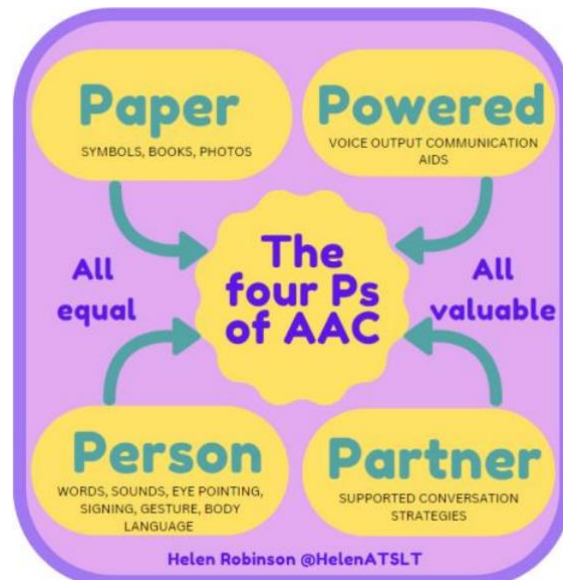 Paper
SYMBOLS, BOOKS, PHOTOS
Powered
VOICE OUTPUT COMMUNICATION
AIDS
All
equal
The
four Ps
of AAC
All
valuable
Person
WORDS, SOUNDS, EYE POINTING,
SIGNING, GESTURE, BODY
LANGUAGE
Partner
SUPPORTED CONVERSATION
STRATEGIES
Helen Robinson @HelenATSLT